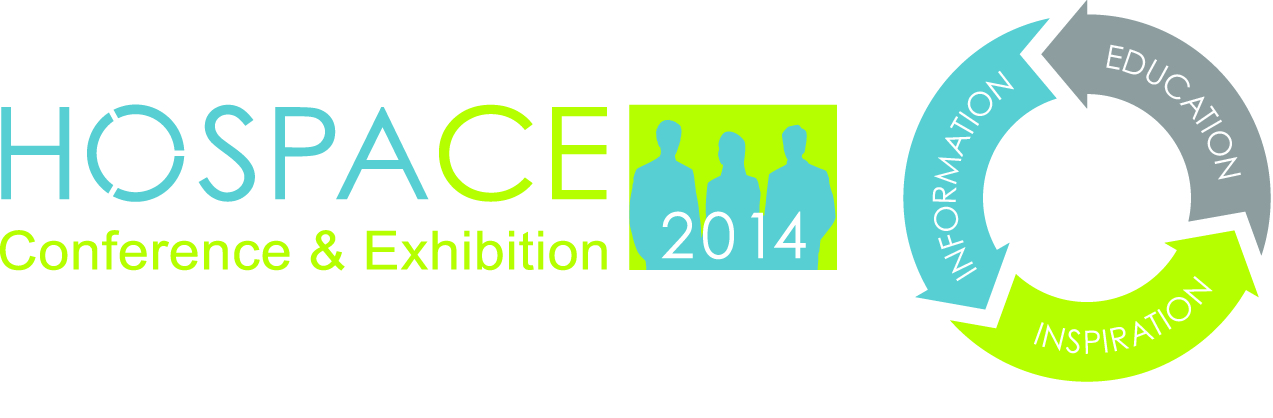 HOSPACE
Conference & Exhibition
2014
INFORMATION
EDUCATION
INSPIRATION